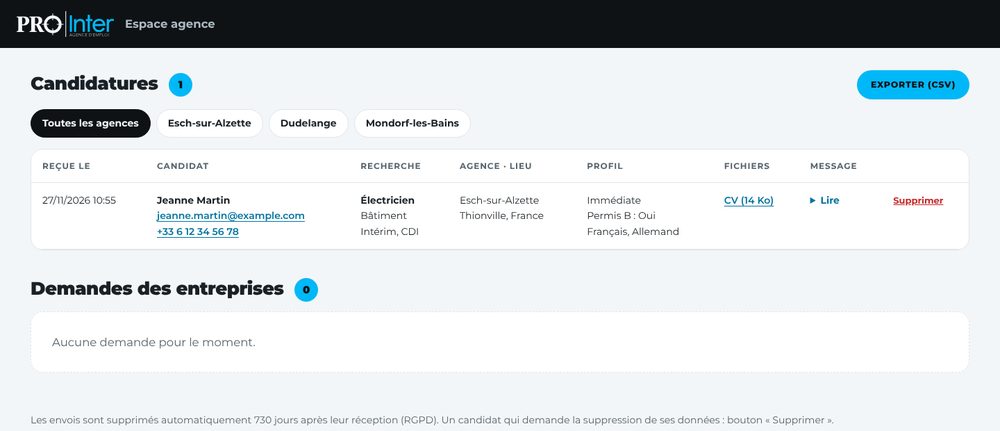 PRO Inter Espace agence
AGENCE D'EMPLOI
Candidatures 1
EXPORTER (CSV)
Toutes les agences Esch-sur-Alzette Dudelange Mondorf-les-Bains
REÇUE LE CANDIDAT RECHERCHE AGENCE · LIEU PROFIL FICHIERS MESSAGE
27/11/2026 10:55 Jeanne Martin Électricien Esch-sur-Alzette Immédiate CV (14 Ko) ▶ Lire Supprimer
jeanne.martin@example.com Bâtiment Thionville, France Permis B : Oui
+33 6 12 34 56 78 Intérim, CDI Français, Allemand
Demandes des entreprises 0
Aucune demande pour le moment.
Les envois sont supprimés automatiquement 730 jours après leur réception (RGPD). Un candidat qui demande la suppression de ses données : bouton « Supprimer ».